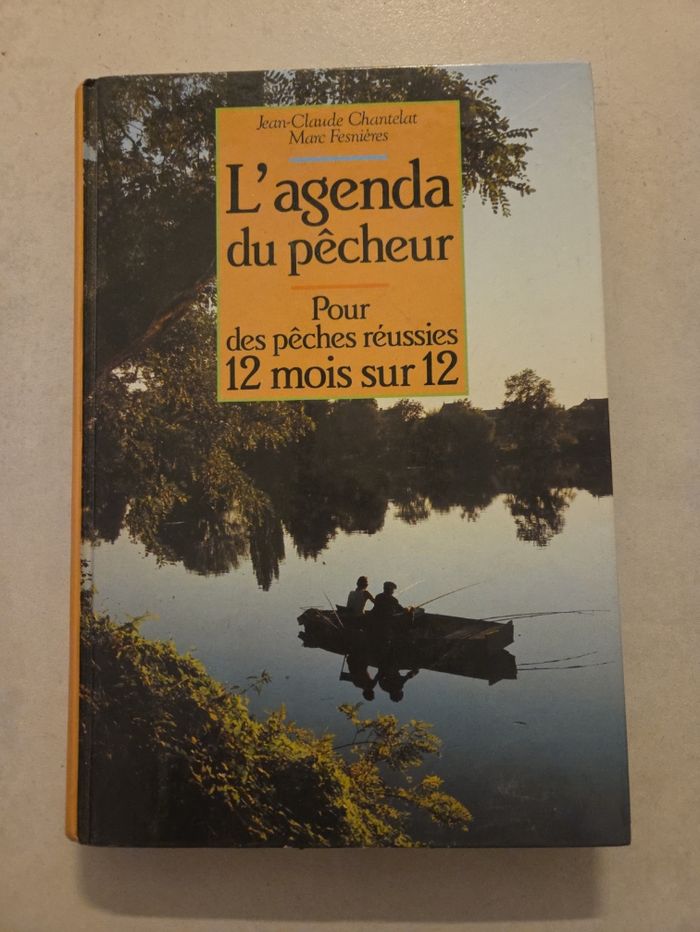 Jean-Claude Chantelat
Marc Fesnières
L'agenda
du pêcheur
Pour
des pêches réussies
12 mois sur 12